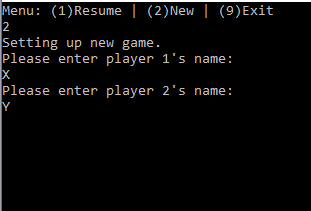 Menu: (1)Resume | (2)New | (9)Exit
2
Setting up new game.
Please enter player 1's name:
X
Please enter player 2's name:
Y